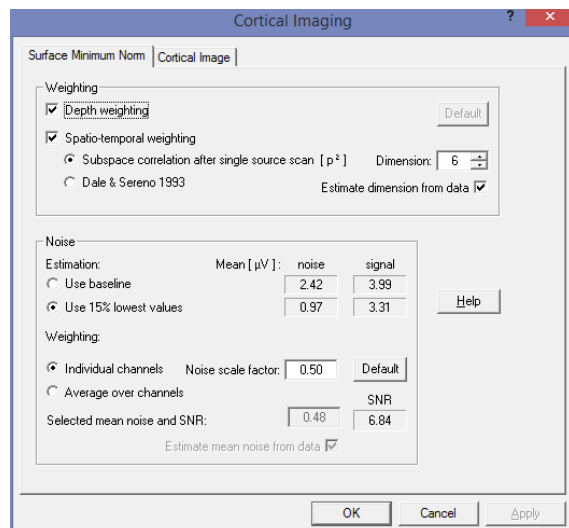 Cortical Imaging ? ×
Surface Minimum Norm Cortical Image
Weighting
Depth weighting Default
Spatio-temporal weighting
Subspace correlation after single source scan [ p² ] Dimension: 6
Dale & Sereno 1993
Estimate dimension from data
Noise
Estimation: Mean [ µV ] : noise signal
Use baseline 2.42 3.99
Use 15% lowest values 0.97 3.31
Help
Weighting:
Individual channels Noise scale factor: 0.50 Default
Average over channels
SNR
Selected mean noise and SNR: 0.48 6.84
Estimate mean noise from data
OK Cancel Apply